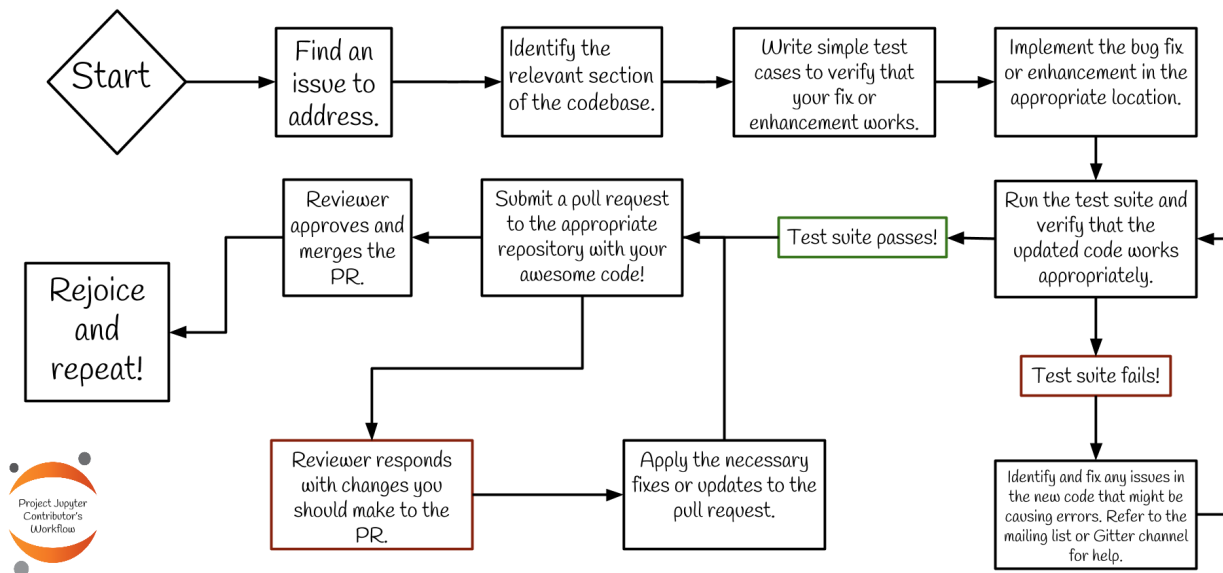 Start
Find an
issue to
address.
Identify the
relevant section
of the codebase.
Write simple test
cases to verify that
your fix or
enhancement works.
Implement the bug fix
or enhancement in the
appropriate location.
Run the test suite and
verify that the
updated code works
appropriately.
Test suite passes!
Submit a pull request
to the appropriate
repository with your
awesome code!
Reviewer
approves and
merges the
PR.
Rejoice
and
repeat!
Test suite fails!
Reviewer responds
with changes you
should make to the
PR.
Apply the necessary
fixes or updates to the
pull request.
Identify and fix any issues in
the new code that might be
causing errors. Refer to the
mailing list or Gitter channel
for help.
Project Jupyter
Contributor's
Workflow